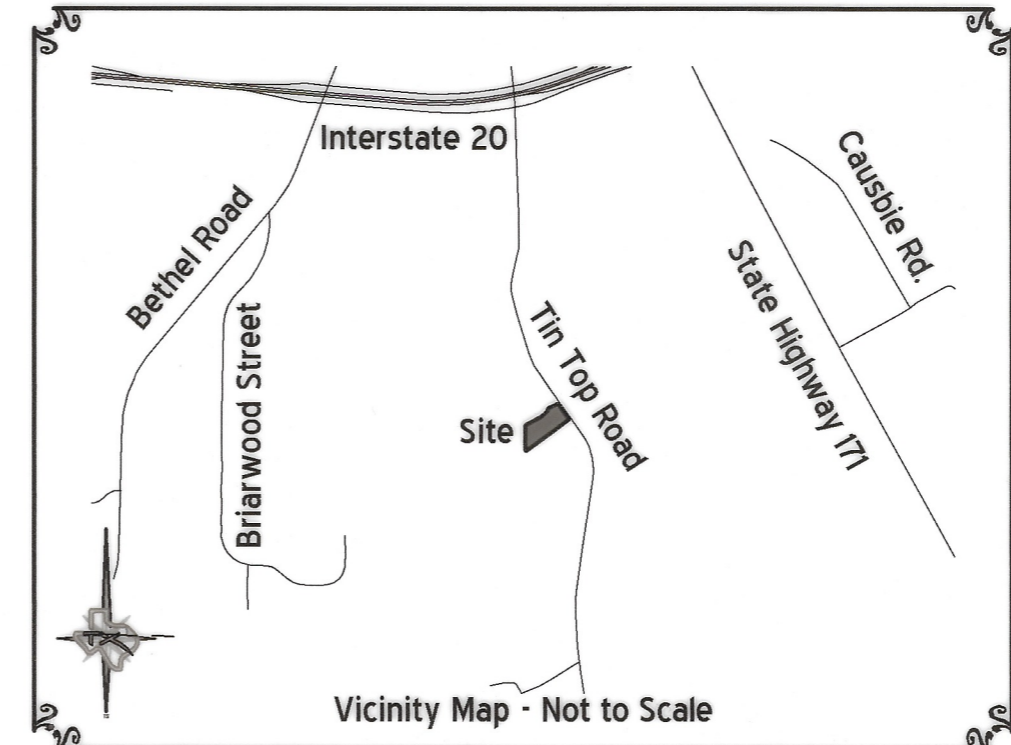 Interstate 20
Causbie Rd.
Bethel Road
State Highway 171
Briarwood Street
Tin Top Road
Site
TX
Vicinity Map - Not to Scale